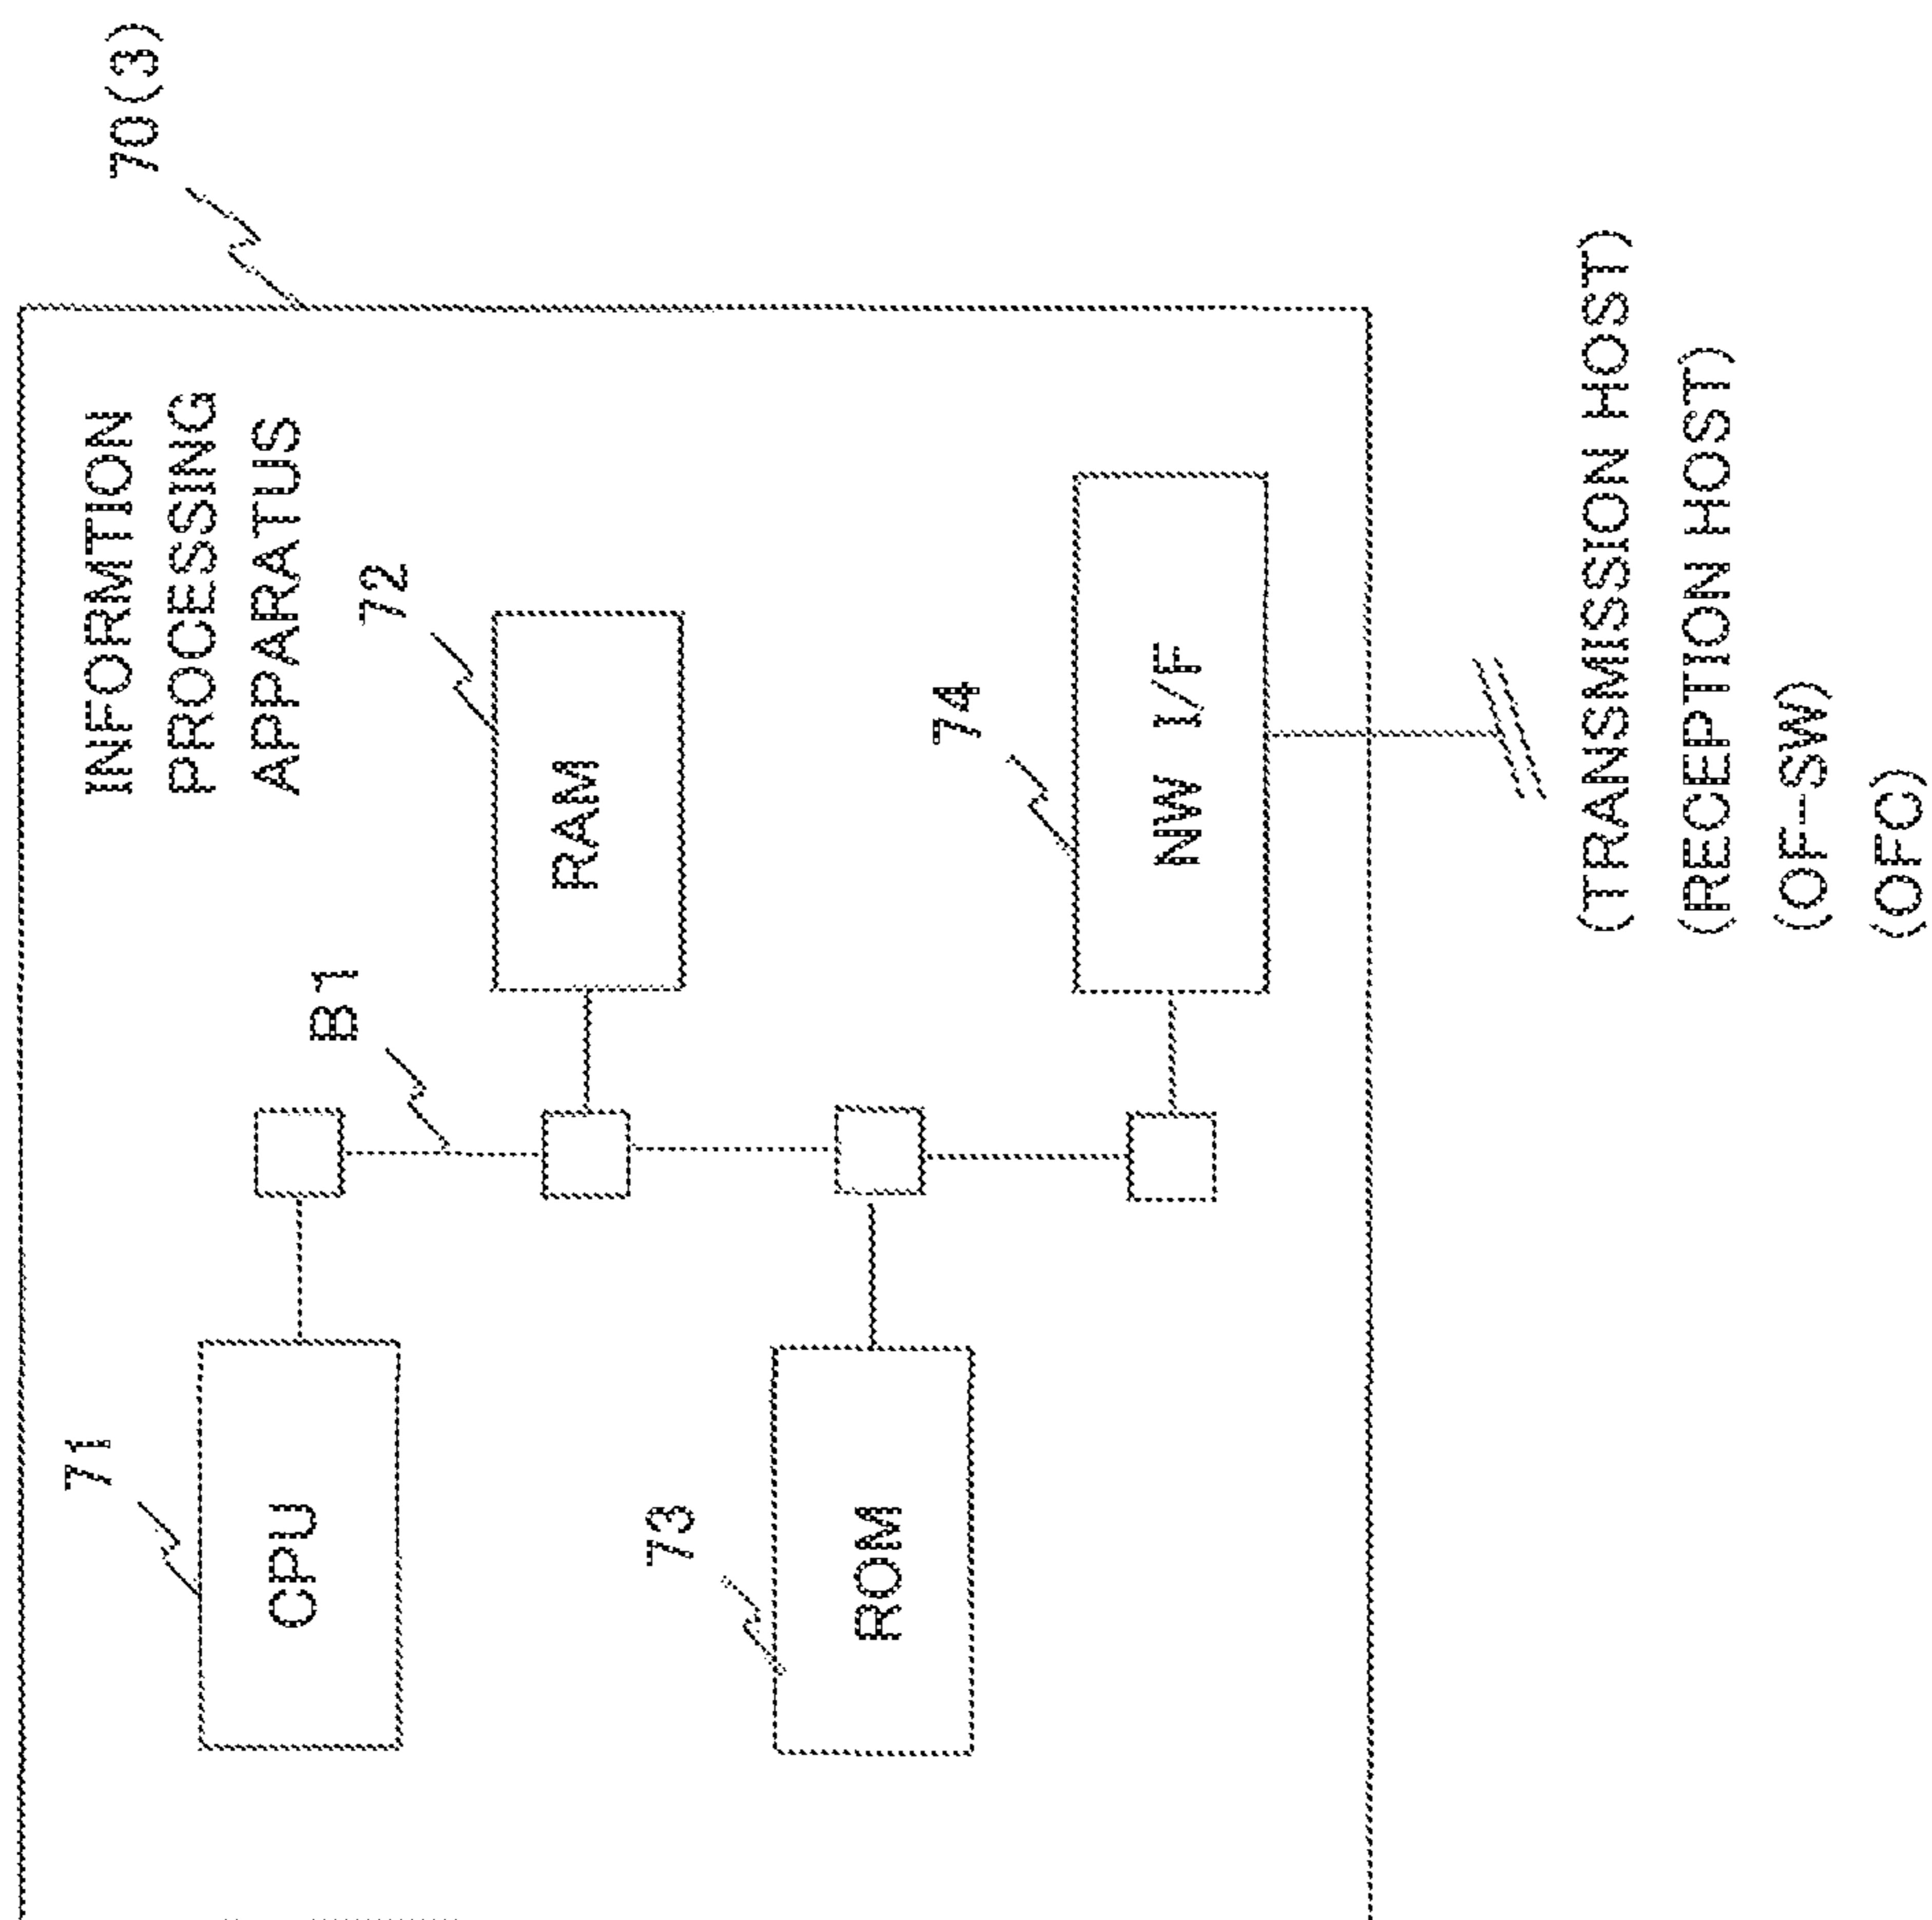 70(3)
INFORMTION
PROCESSING
APPARATUS
71
CPU
B1
72
RAM
73
ROM
74
NW I/F
(TRANSMISSION HOST)
(RECEPTION HOST)
(OF-SW)
(OFC)